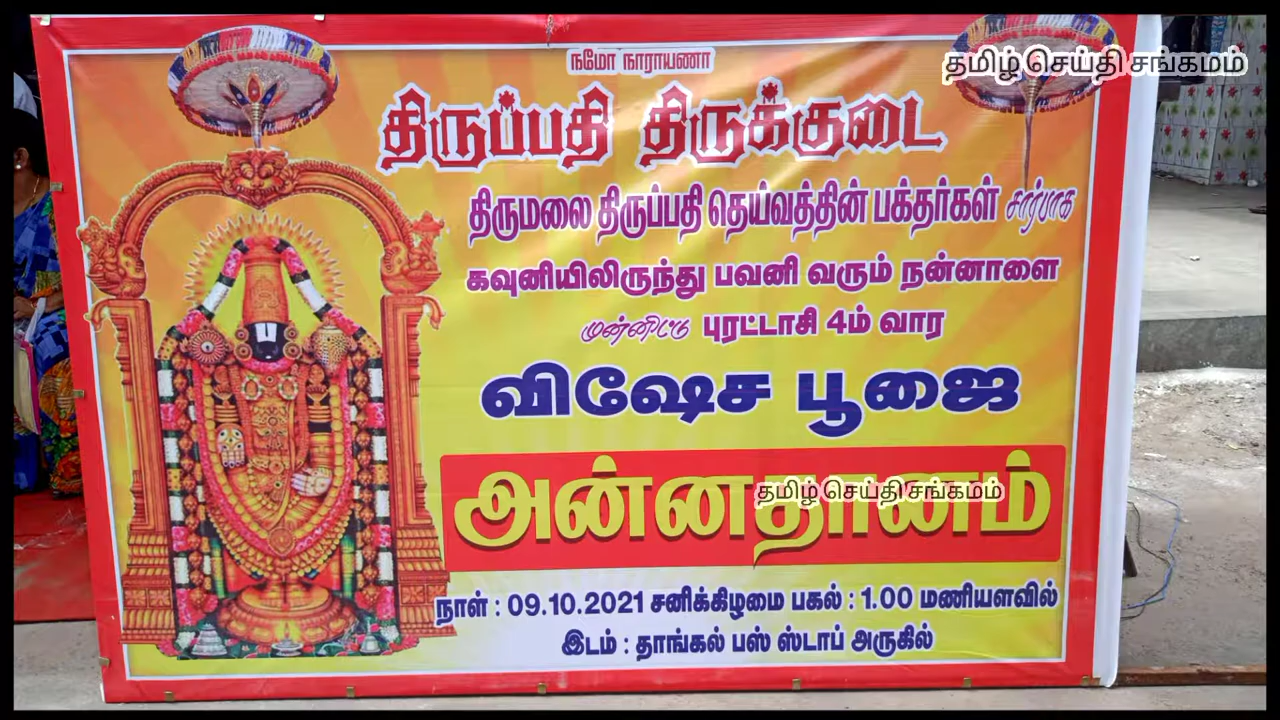 நமோ நாராயணா
தமிழ் செய்தி சங்கமம்
திருப்பதி திருக்குடை
திருமலை திருப்பதி தெய்வத்தின் பக்தர்கள் சார்பாக
கவுனியிலிருந்து பவனி வரும் நன்னாளை
முன்னிட்டு புரட்டாசி 4ம் வார
விஷேச பூஜை
அன்னதானம்
தமிழ் செய்தி சங்கமம்
நாள் : 09.10.2021 சனிக்கிழமை பகல் : 1.00 மணியளவில்
இடம் : தாங்கல் பஸ் ஸ்டாப் அருகில்